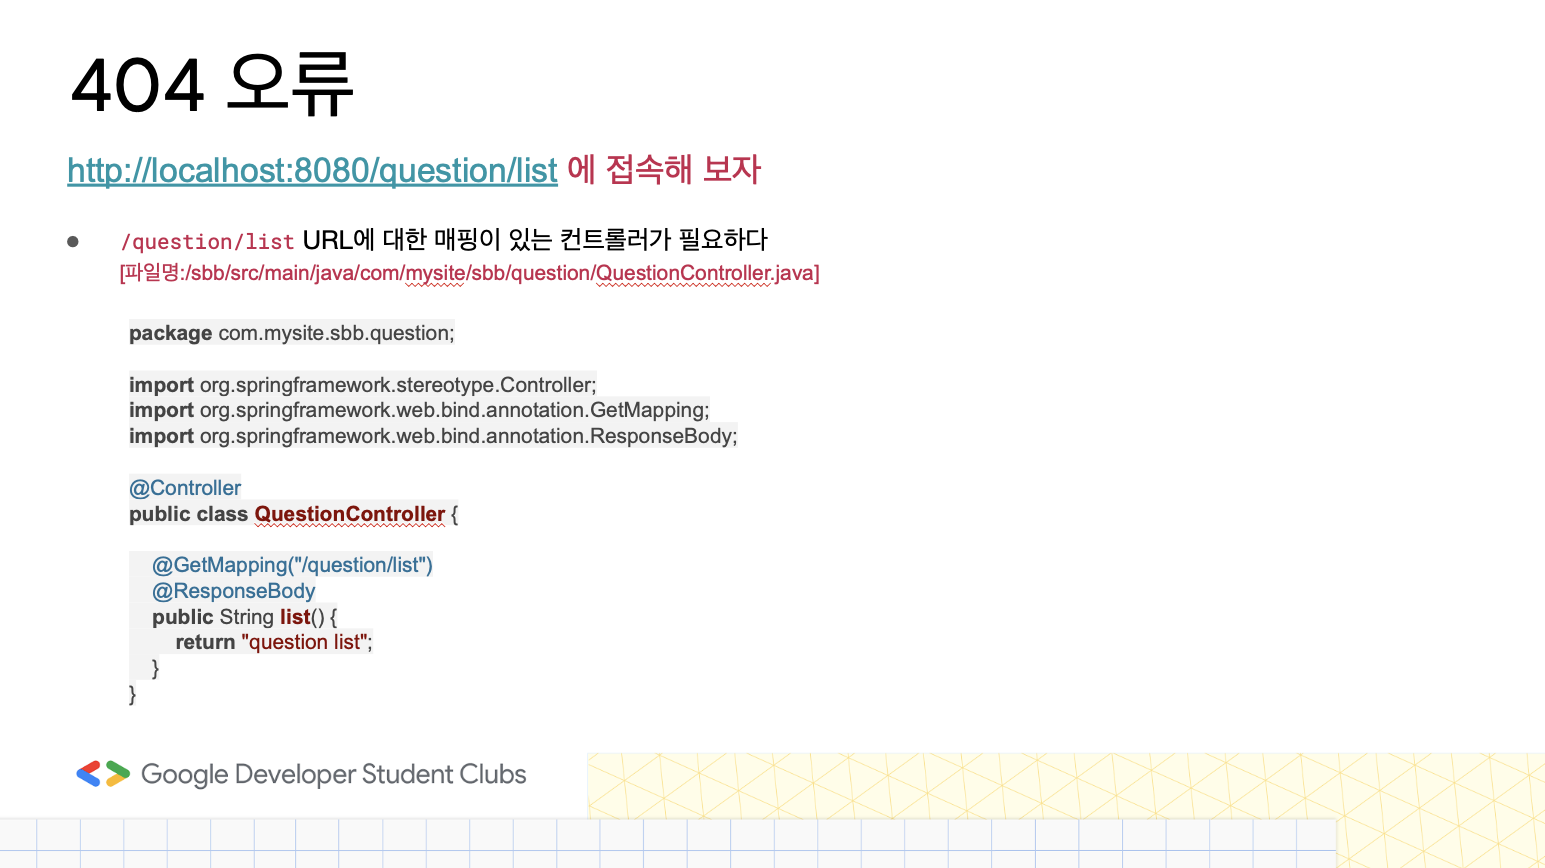 404 오류
http://localhost:8080/question/list 에 접속해 보자
● /question/list URL에 대한 매핑이 있는 컨트롤러가 필요하다
[파일명:/sbb/src/main/java/com/mysite/sbb/question/QuestionController.java]
package com.mysite.sbb.question;
import org.springframework.stereotype.Controller;
import org.springframework.web.bind.annotation.GetMapping;
import org.springframework.web.bind.annotation.ResponseBody;
@Controller
public class QuestionController {
@GetMapping("/question/list")
@ResponseBody
public String list() {
return "question list";
}
}
Google Developer Student Clubs